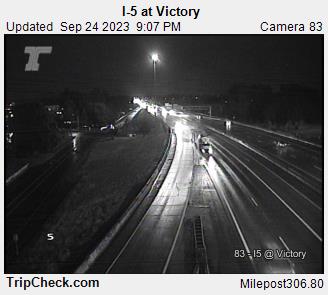 I-5 at Victory
Updated Sep 24 2023 9:07 PM Camera 83
T
S
83 - I5 @ Victory
TripCheck.com Milepost306.80